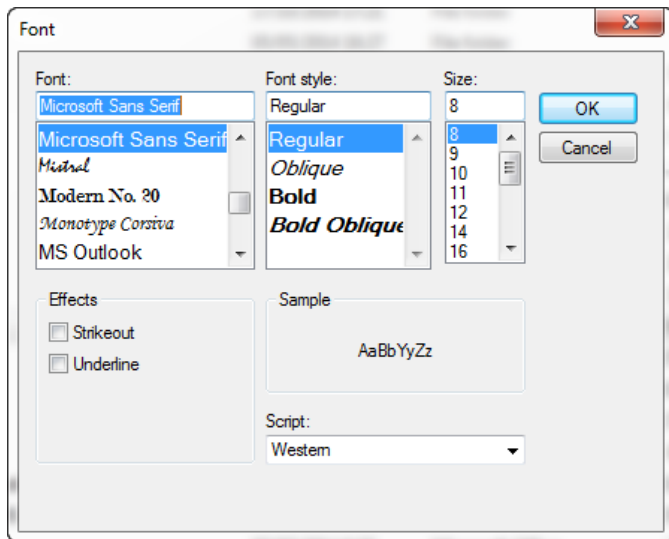 Font
Font:
Font style:
Size:
Microsoft Sans Serif
Regular
8
OK
Cancel
Microsoft Sans Serif
Mistral
Modern No. 20
Monotype Corsiva
MS Outlook
Regular
Oblique
Bold
Bold Oblique
8
9
10
11
12
14
16
Effects
Strikeout
Underline
Sample
AaBbYyZz
Script:
Western